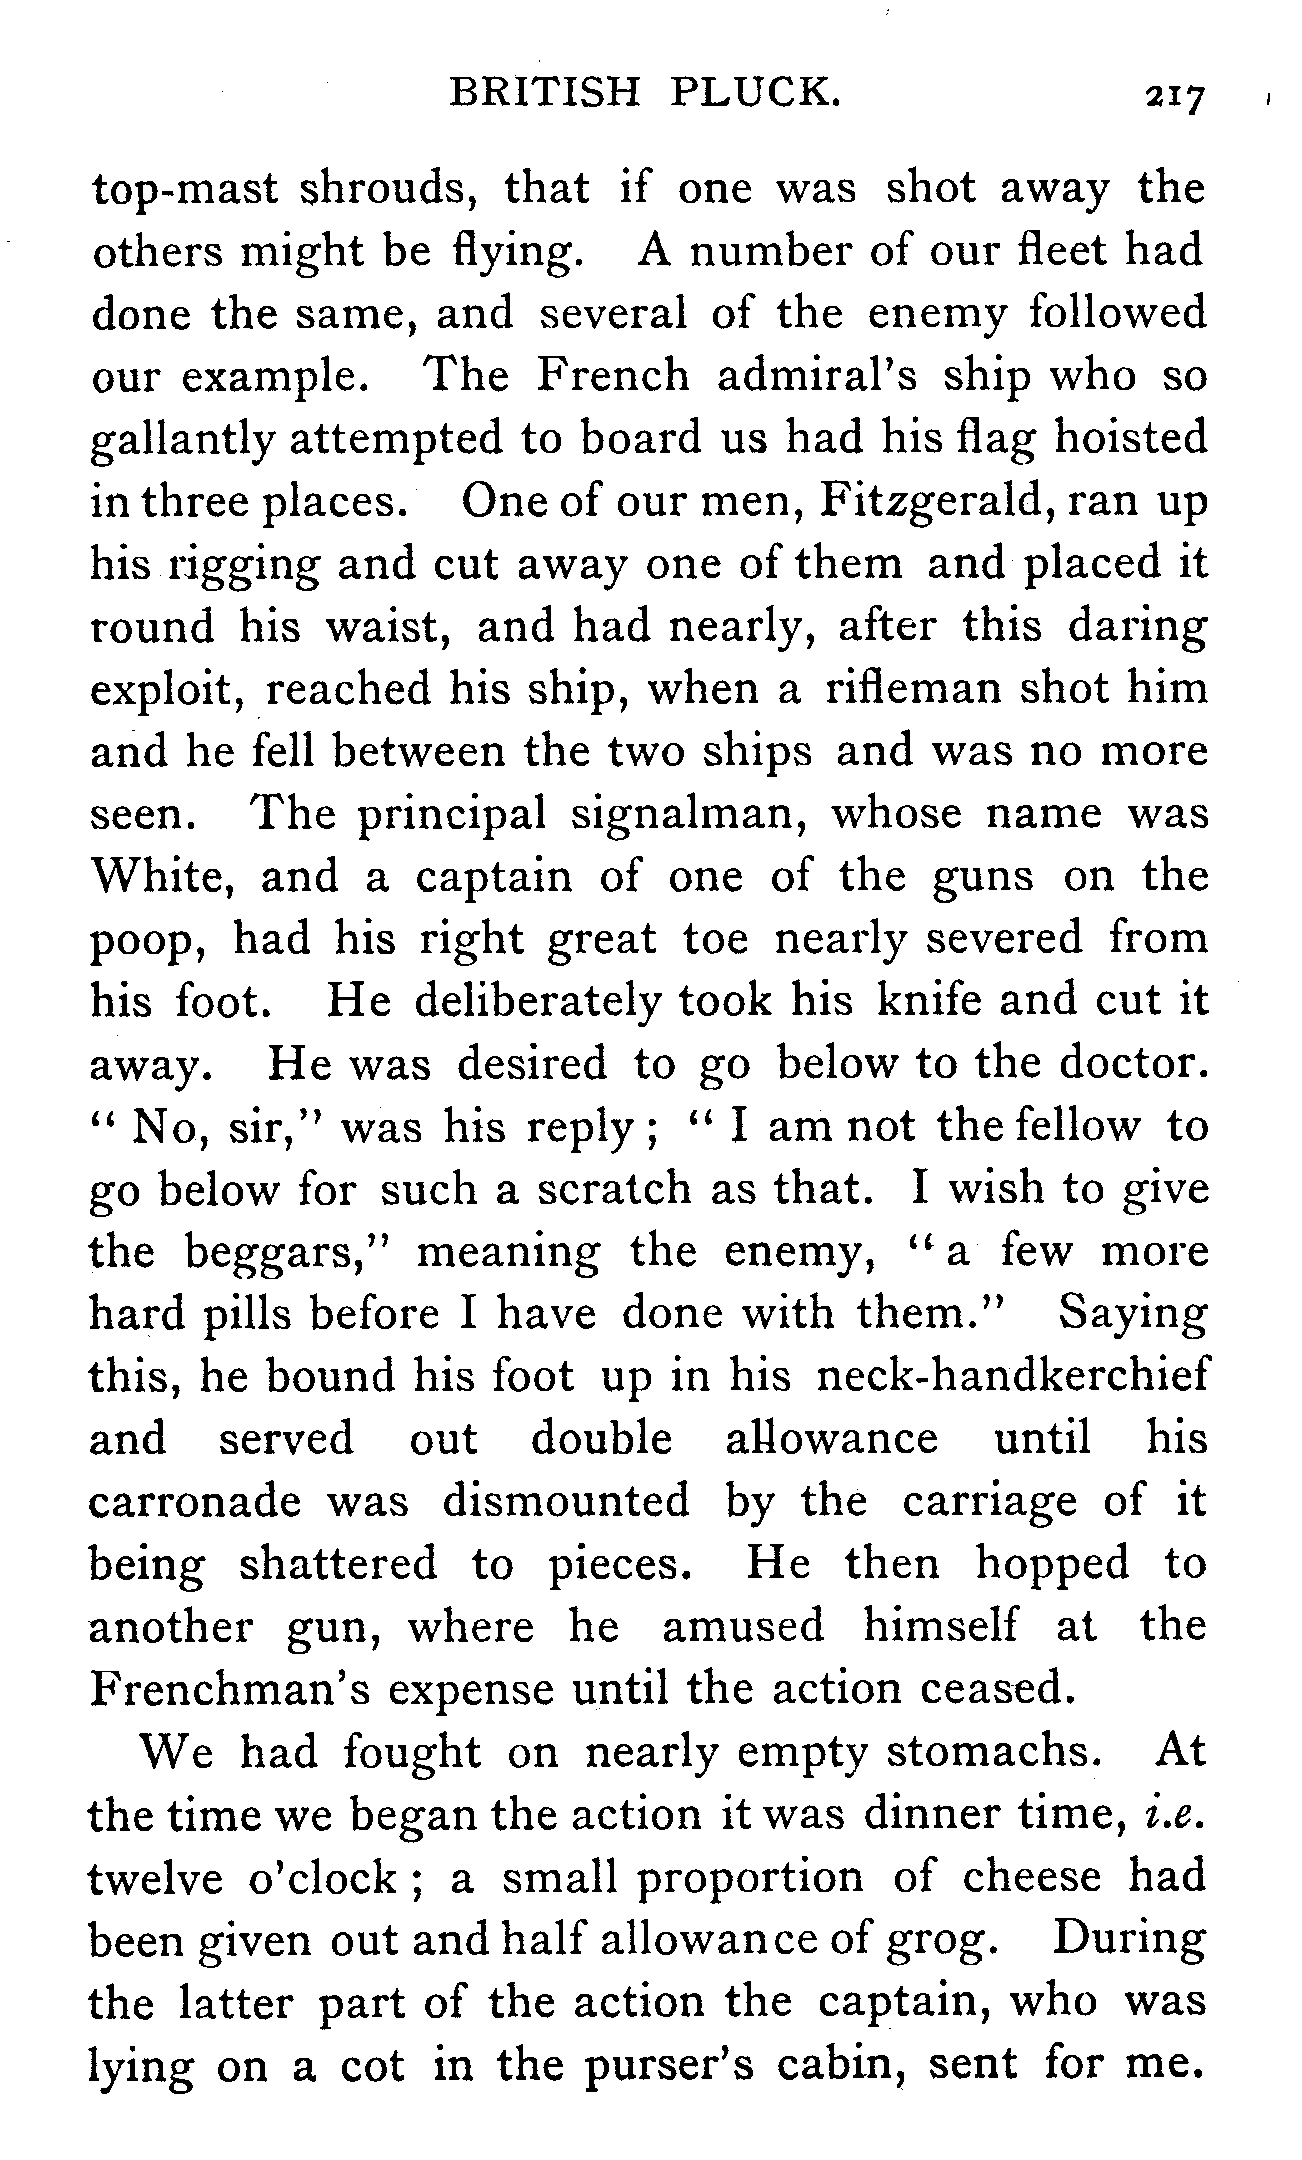 BRITISH PLUCK. 217
top-mast shrouds, that if one was shot away the
others might be flying. A number of our fleet had
done the same, and several of the enemy followed
our example. The French admiral's ship who so
gallantly attempted to board us had his flag hoisted
in three places. One of our men, Fitzgerald, ran up
his rigging and cut away one of them and placed it
round his waist, and had nearly, after this daring
exploit, reached his ship, when a rifleman shot him
and he fell between the two ships and was no more
seen. The principal signalman, whose name was
White, and a captain of one of the guns on the
poop, had his right great toe nearly severed from
his foot. He deliberately took his knife and cut it
away. He was desired to go below to the doctor.
“ No, sir,” was his reply ; “ I am not the fellow to
go below for such a scratch as that. I wish to give
the beggars,” meaning the enemy, “ a few more
hard pills before I have done with them.” Saying
this, he bound his foot up in his neck-handkerchief
and served out double allowance until his
carronade was dismounted by the carriage of it
being shattered to pieces. He then hopped to
another gun, where he amused himself at the
Frenchman's expense until the action ceased.
We had fought on nearly empty stomachs. At
the time we began the action it was dinner time, i.e.
twelve o'clock ; a small proportion of cheese had
been given out and half allowance of grog. During
the latter part of the action the captain, who was
lying on a cot in the purser's cabin, sent for me.